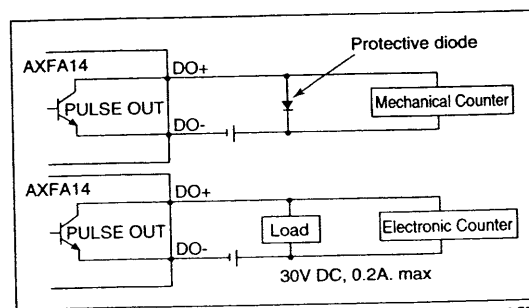 Protective diode
AXFA14
DO+
PULSE OUT
Mechanical Counter
DO-
AXFA14
DO+
PULSE OUT
Load
Electronic Counter
DO-
30V DC, 0.2A. max